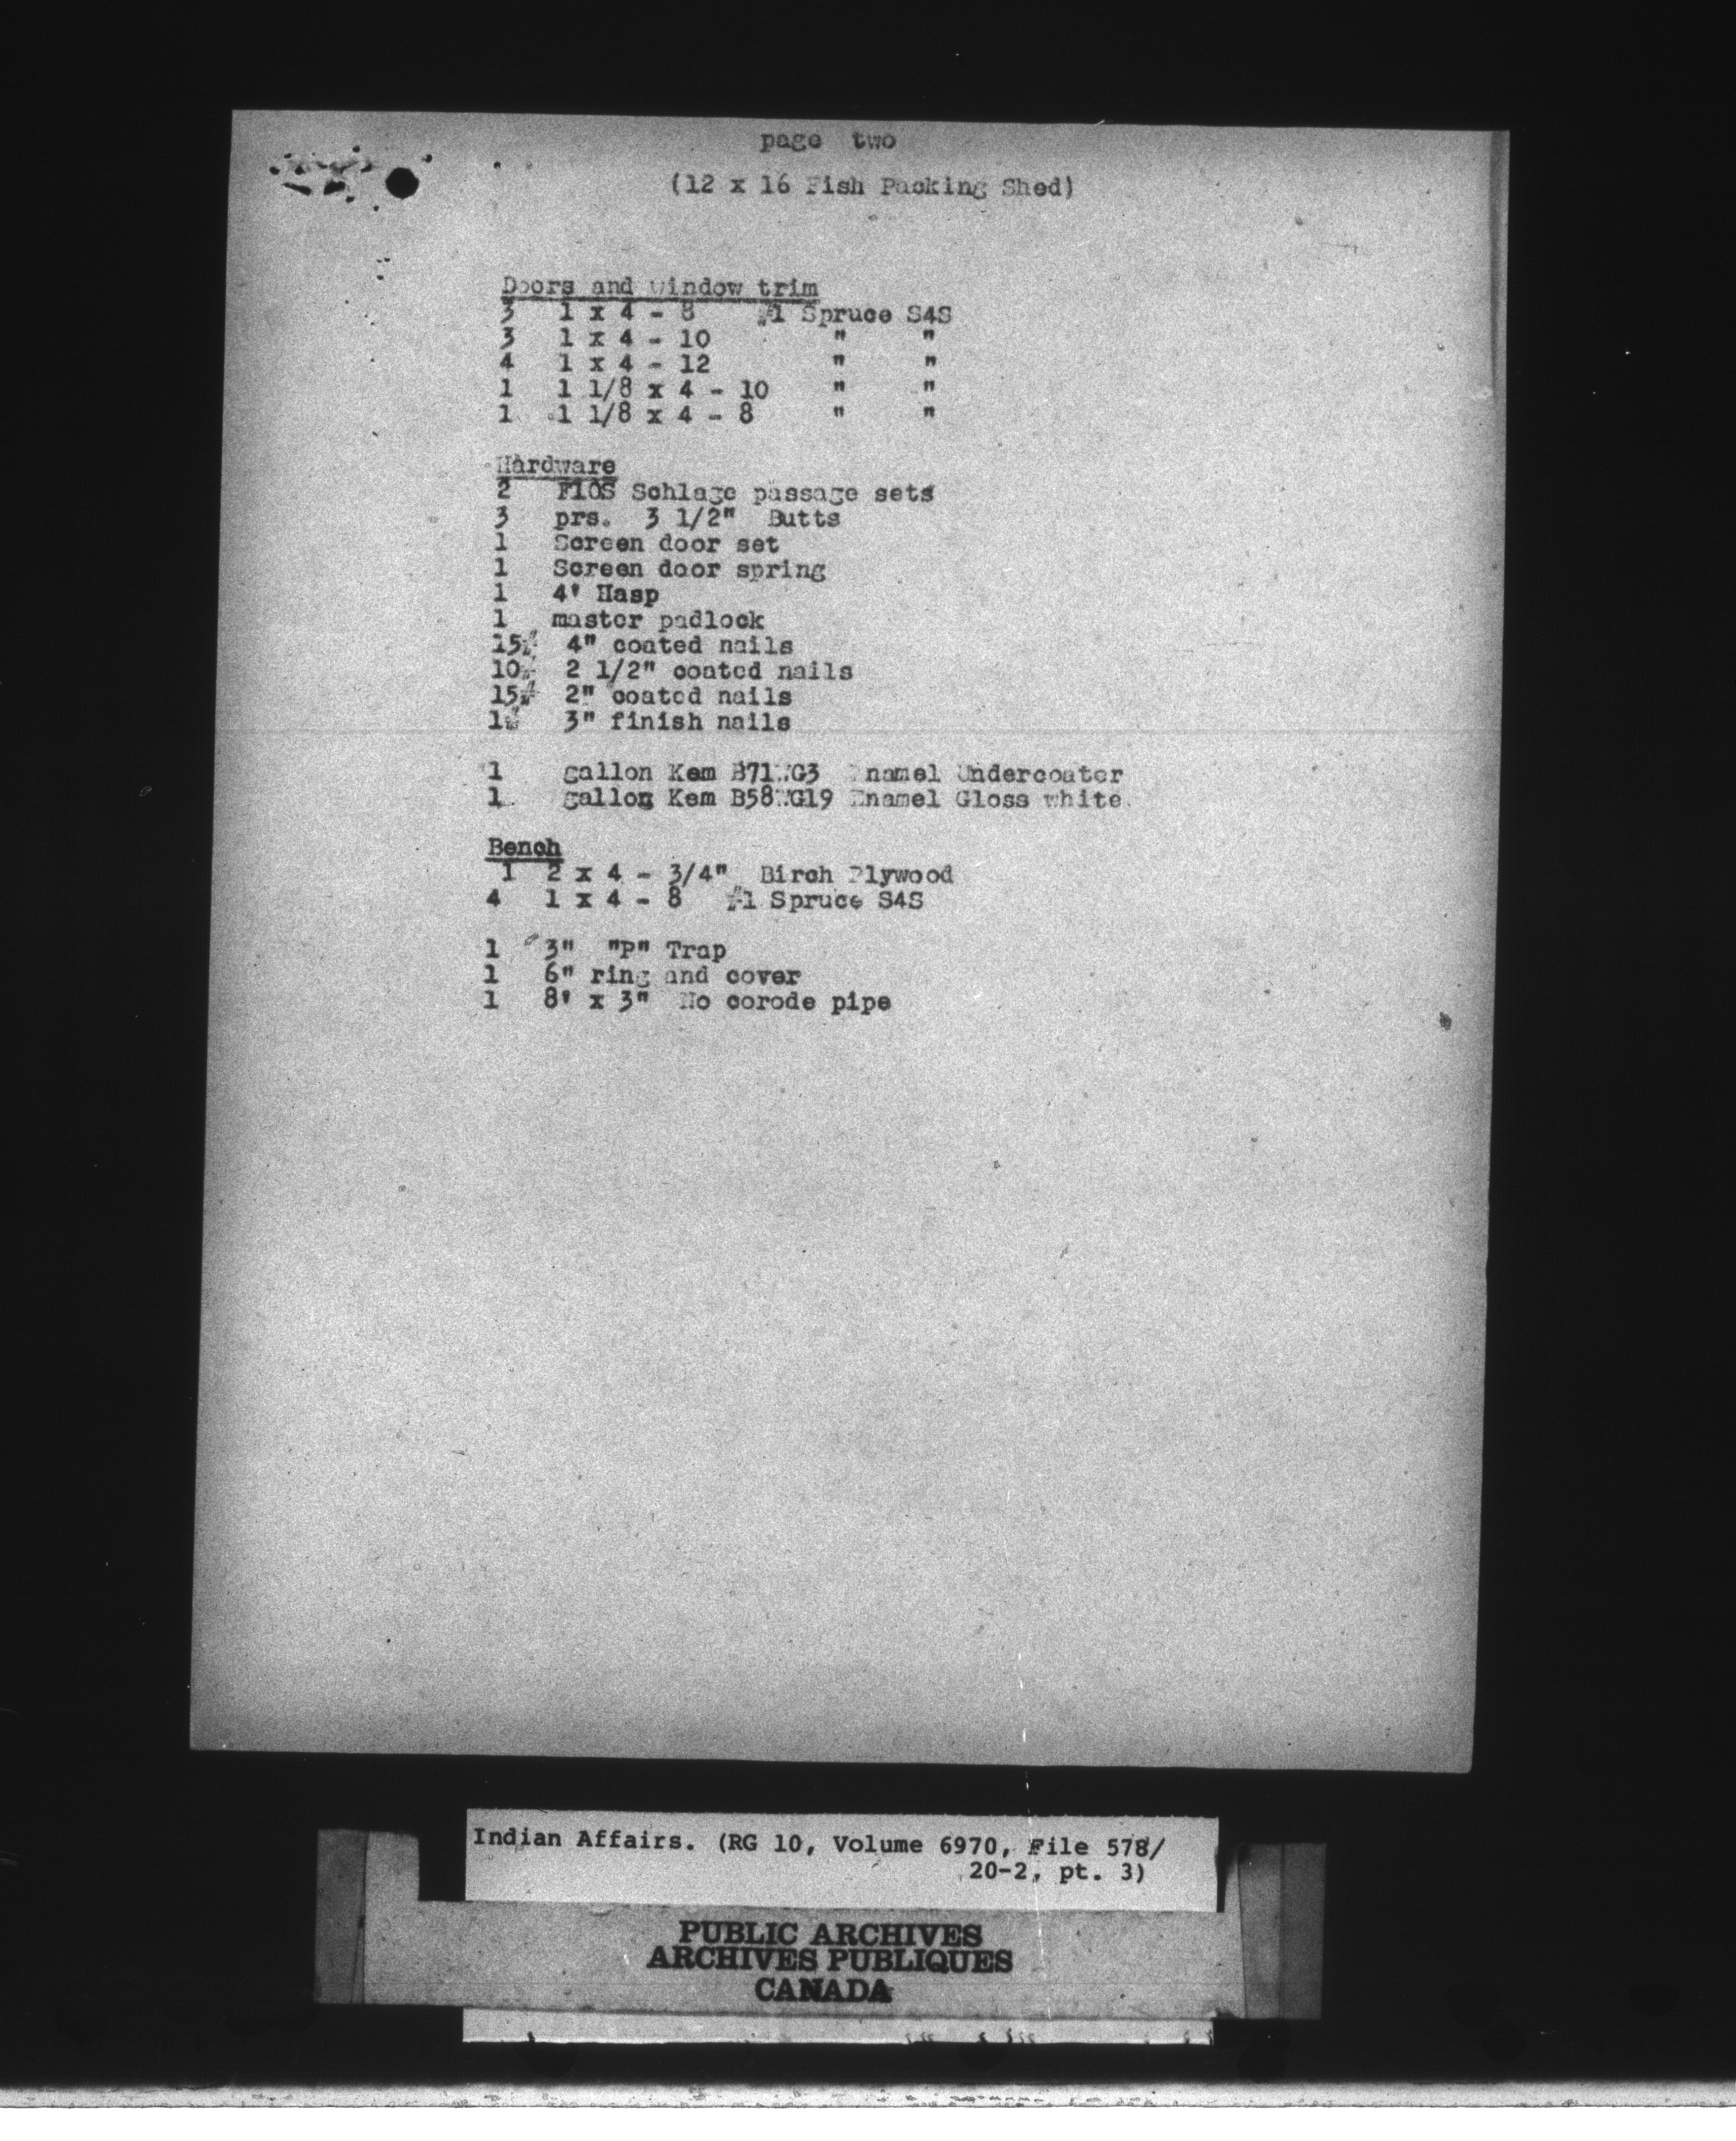 page two
(12 x 16 Fish Packing Shed)
Doors and window trim
3 1 x 4 - 8 #1 Spruce S4S
3 1 x 4 - 10 " "
4 1 x 4 - 12 " "
1 1 1/8 x 4 - 10 " "
1 1 1/8 x 4 - 8 " "
Hardware
2 F10S Schlage passage sets
3 prs. 3 1/2" Butts
1 Screen door set
1 Screen door spring
1 4' Hasp
1 master padlock
15# 4" coated nails
10# 2 1/2" coated nails
15# 2" coated nails
1# 3" finish nails
1 gallon Kem B71WG3 Enamel Undercoater
1 gallon Kem B58WG19 Enamel Gloss white
Bench
1 2 x 4 - 3/4" Birch Plywood
4 1 x 4 - 8 #1 Spruce S4S
1 3" "P" Trap
1 6" ring and cover
1 8' x 3" No corode pipe
Indian Affairs. (RG 10, Volume 6970, File 578/
20-2, pt. 3)
PUBLIC ARCHIVES
ARCHIVES PUBLIQUES
CANADA